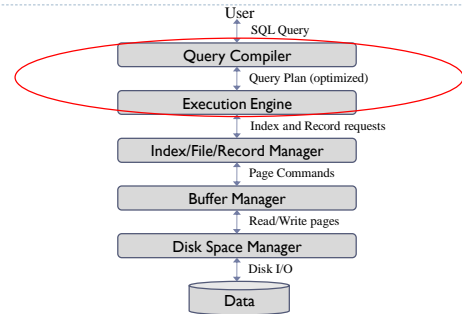 User
SQL Query
Query Compiler
Query Plan (optimized)
Execution Engine
Index and Record requests
Index/File/Record Manager
Page Commands
Buffer Manager
Read/Write pages
Disk Space Manager
Disk I/O
Data